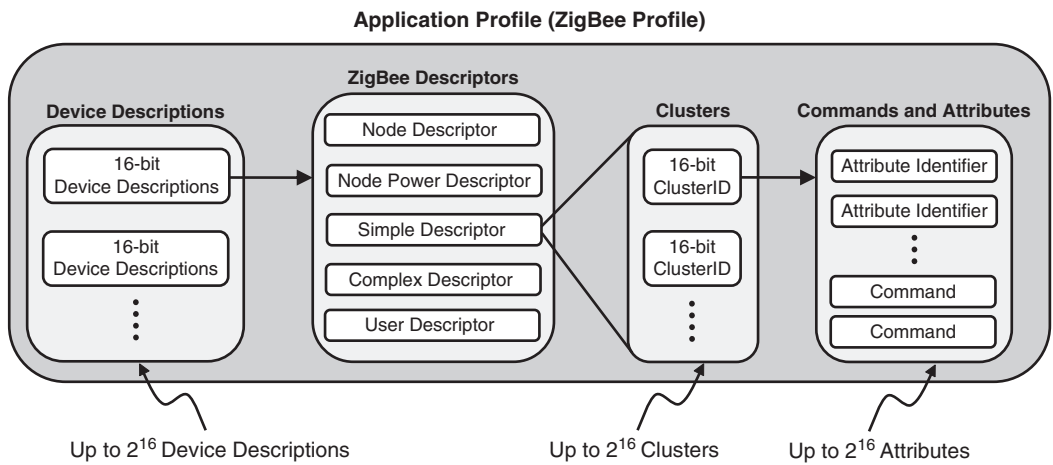 Application Profile (ZigBee Profile)
Device Descriptions
16-bit
Device Descriptions
16-bit
Device Descriptions
ZigBee Descriptors
Node Descriptor
Node Power Descriptor
Simple Descriptor
Complex Descriptor
User Descriptor
Clusters
16-bit
ClusterID
16-bit
ClusterID
Commands and Attributes
Attribute Identifier
Attribute Identifier
Command
Command
Up to 2¹⁶ Device Descriptions
Up to 2¹⁶ Clusters
Up to 2¹⁶ Attributes